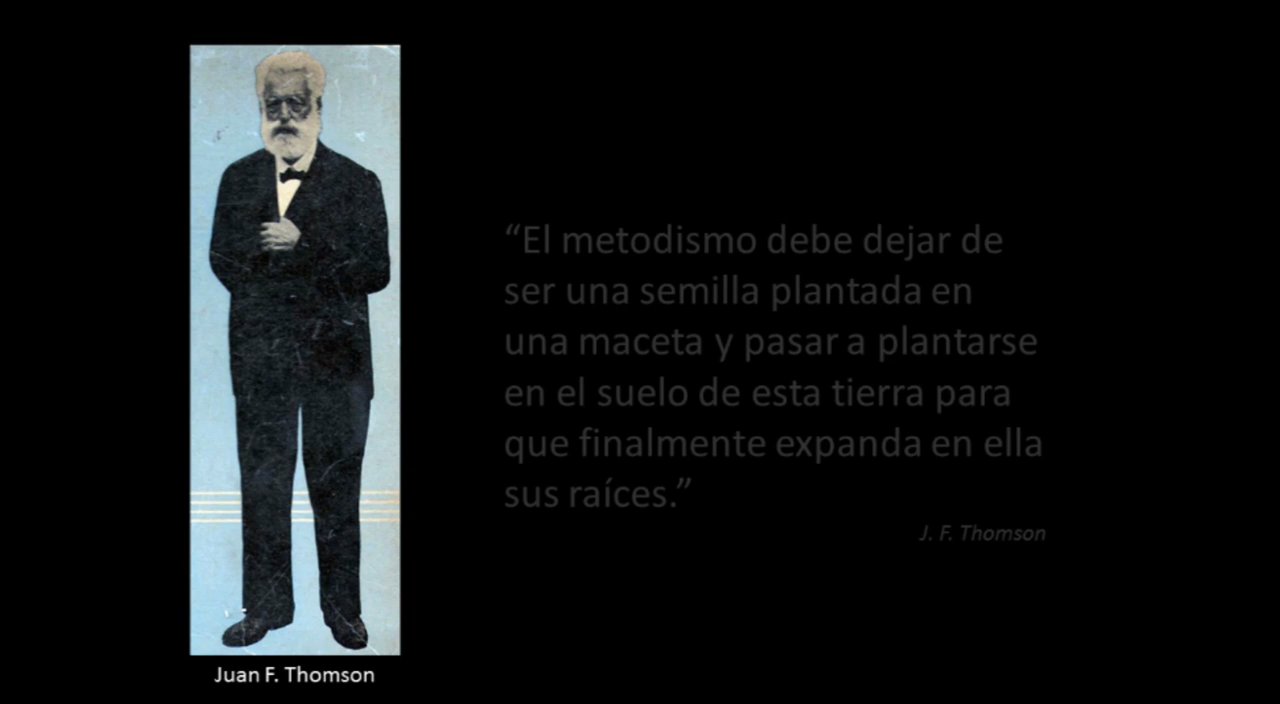 “El metodismo debe dejar de
ser una semilla plantada en
una maceta y pasar a plantarse
en el suelo de esta tierra para
que finalmente expanda en ella
sus raíces.”
J. F. Thomson
Juan F. Thomson